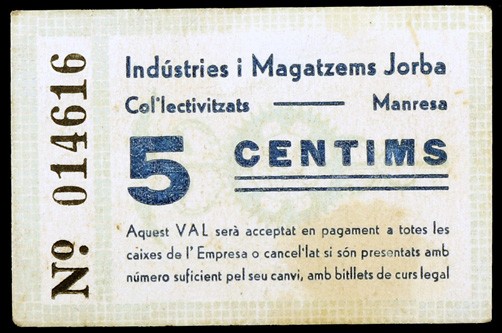 Nº 014616
Indústries i Magatzems Jorba
Col'lectivitzats — Manresa
5 CENTIMS
Aquest VAL serà acceptat en pagament a totes les
caixes de l' Empresa o cancel'lat si són presentats amb
número suficient pel seu canvi, amb bitllets de curs legal